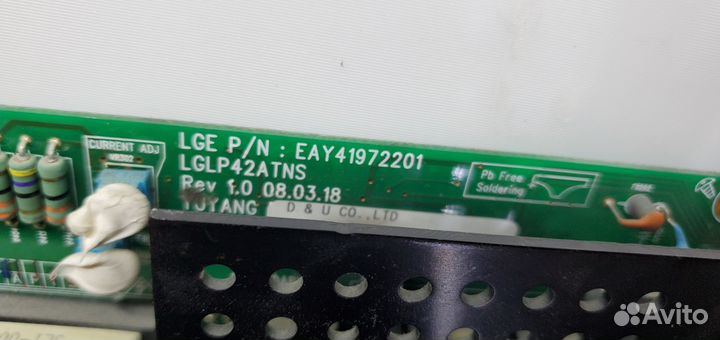 CURRENT ADJ
VR302
LGE P/N : EAY41972201
LGLP42ATNS
Rev 1.0 08.03.18
YUYANG D & U CO.,LTD
Pb Free
Soldering
Avito